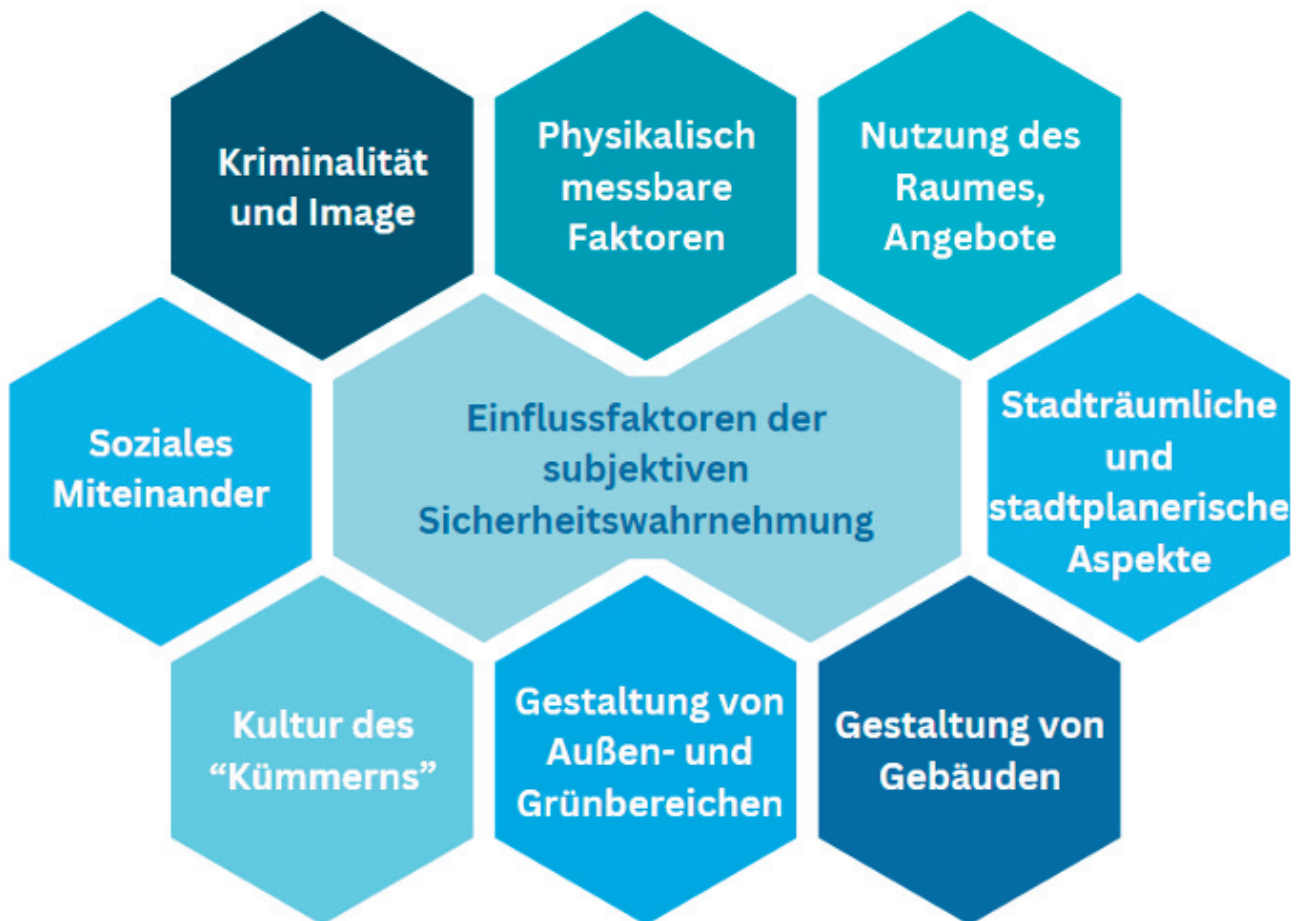 Kriminalität
und Image
Physikalisch
messbare
Faktoren
Nutzung des
Raumes,
Angebote
Soziales
Miteinander
Einflussfaktoren der
subjektiven
Sicherheitswahrnehmung
Stadträumliche
und
stadtplanerische
Aspekte
Kultur des
“Kümmerns”
Gestaltung von
Außen- und
Grünbereichen
Gestaltung von
Gebäuden